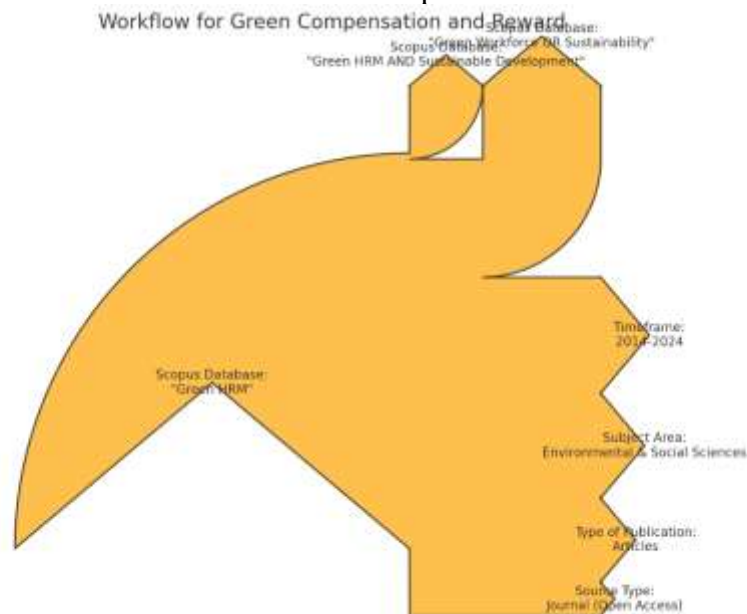 Workflow for Green Compensation and Reward
Scopus Database:
"Green Workforce OR Sustainability"
Scopus Database:
"Green HRM AND Sustainable Development"
Timeframe:
2014-2024
Scopus Database:
"Green HRM"
Subject Area:
Environmental & Social Sciences
Type of Publication:
Articles
Source Type:
Journal (Open Access)